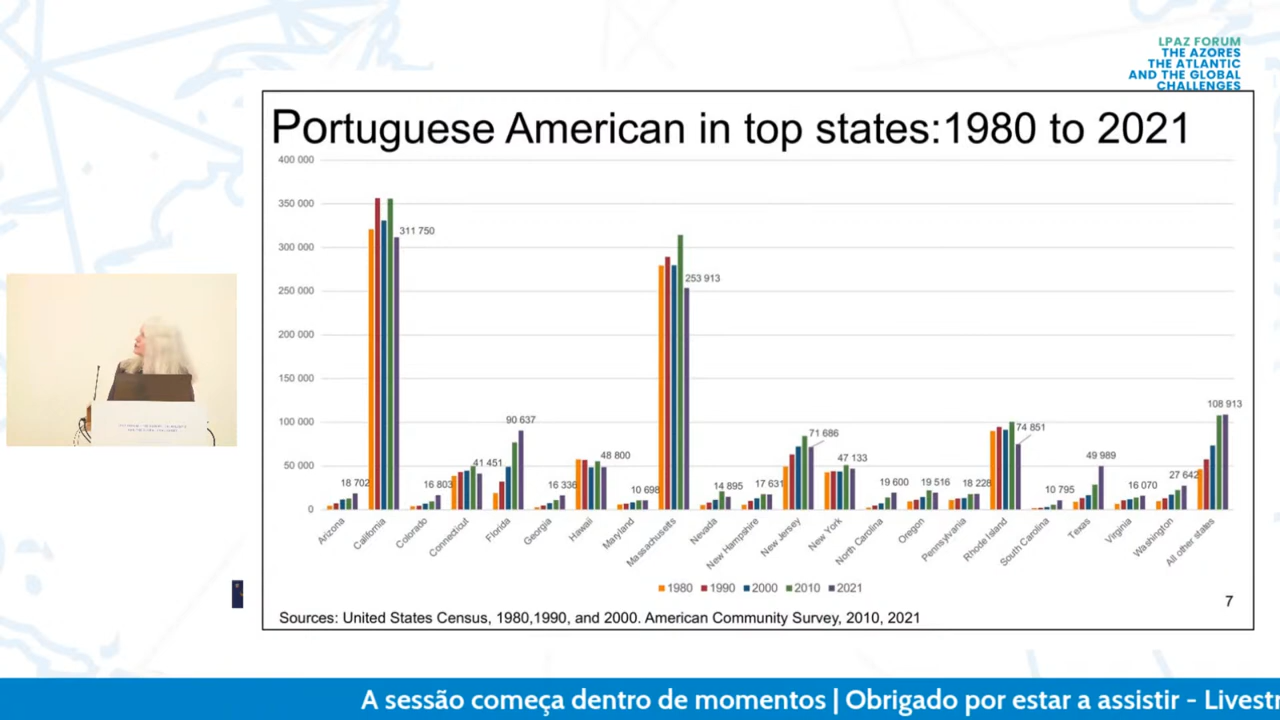 LPAZ FORUM
THE AZORES
THE ATLANTIC
AND THE GLOBAL
CHALLENGES
Portuguese American in top states:1980 to 2021
400 000
350 000
300 000
250 000
200 000
150 000
100 000
50 000
0
18 702
311 750
16 803
41 451
90 637
16 336
48 800
10 698
253 913
14 895
17 631
71 686
47 133
19 600
19 516
18 228
74 851
10 795
49 989
16 070
27 642
108 913
Arizona
California
Colorado
Connecticut
Florida
Georgia
Hawaii
Maryland
Massachusetts
Nevada
New Hampshire
New Jersey
New York
North Carolina
Oregon
Pennsylvania
Rhode Island
South Carolina
Texas
Virginia
Washington
All other states
1980 1990 2000 2010 2021
7
Sources: United States Census, 1980,1990, and 2000. American Community Survey, 2010, 2021
A sessão começa dentro de momentos | Obrigado por estar a assistir - Livestr